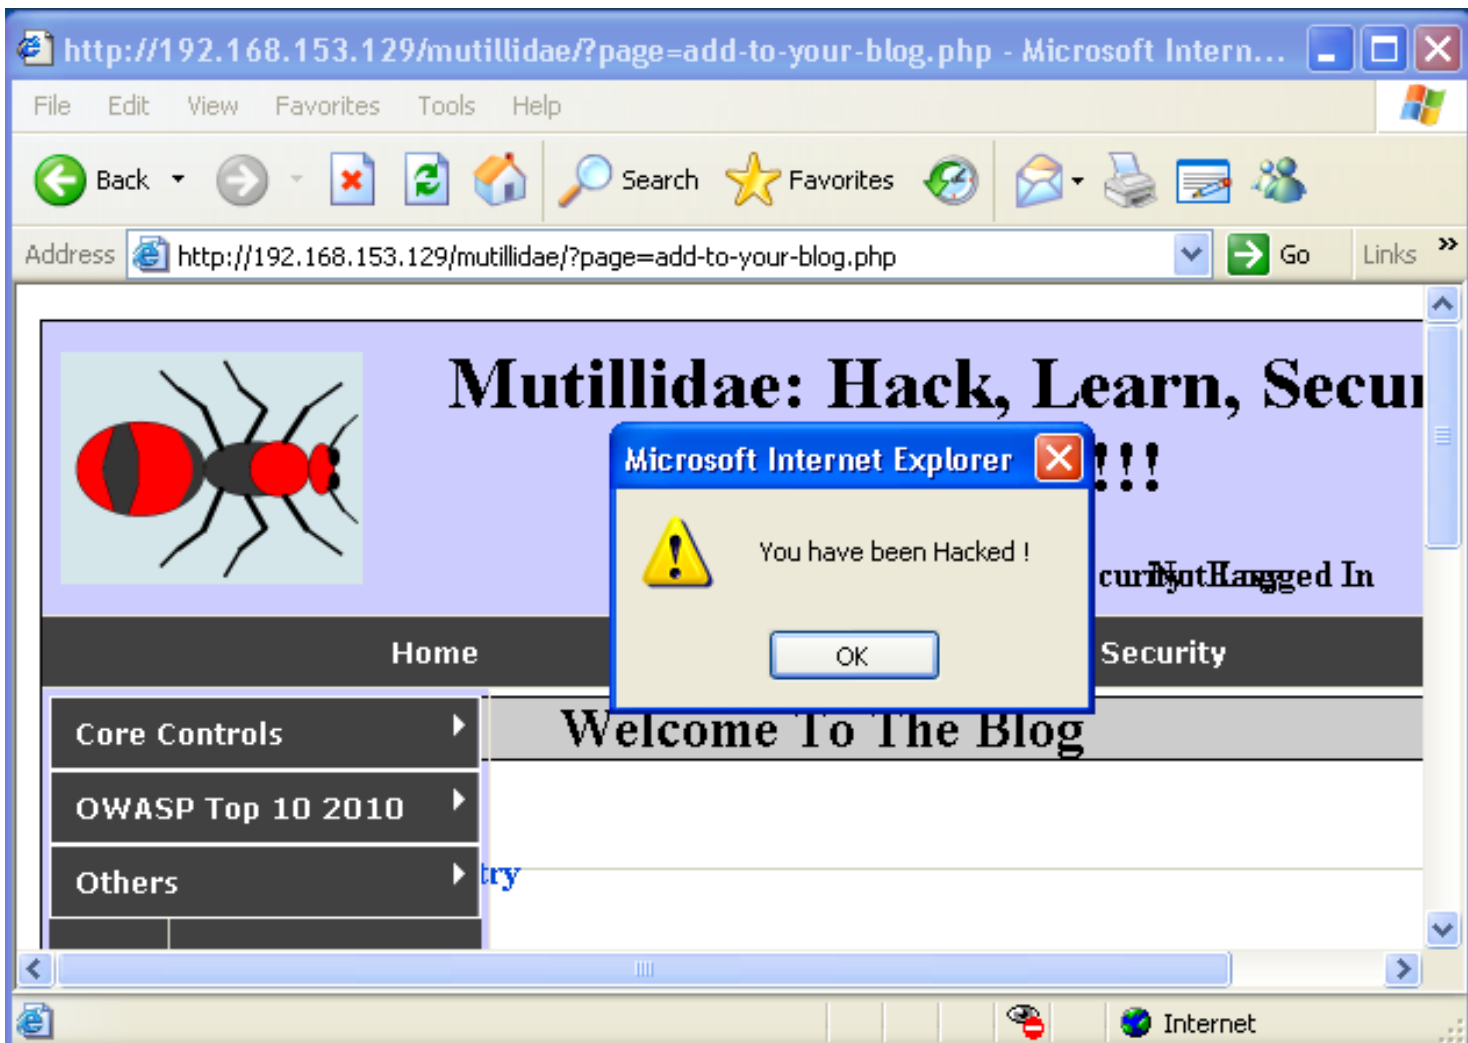 http://192.168.153.129/mutillidae/?page=add-to-your-blog.php - Microsoft Intern...
File Edit View Favorites Tools Help
Back Search Favorites
Address http://192.168.153.129/mutillidae/?page=add-to-your-blog.php Go Links »
Mutillidae: Hack, Learn, Secur
!!!
Microsoft Internet Explorer
You have been Hacked !
OK
Logged In
Home Security
Welcome To The Blog
Core Controls
OWASP Top 10 2010
Others
try
Internet